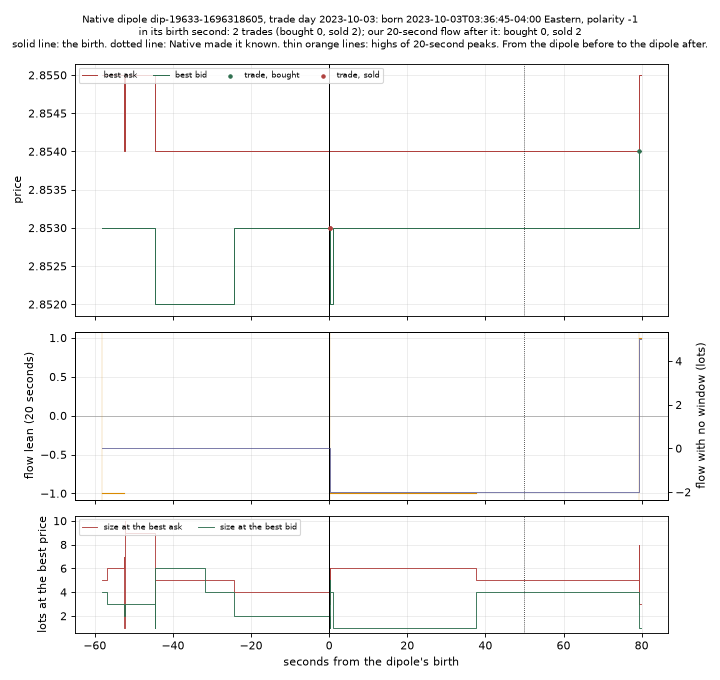 Native dipole dip-19633-1696318605, trade day 2023-10-03: born 2023-10-03T03:36:45-04:00 Eastern, polarity -1
in its birth second: 2 trades (bought 0, sold 2); our 20-second flow after it: bought 0, sold 2
solid line: the birth. dotted line: Native made it known. thin orange lines: highs of 20-second peaks. From the dipole before to the dipole after.
best ask
best bid
trade, bought
trade, sold
2.8550
2.8545
2.8540
2.8535
2.8530
2.8525
2.8520
price
1.0
0.5
0.0
−0.5
−1.0
flow lean (20 seconds)
4
2
0
−2
flow with no window (lots)
size at the best ask
size at the best bid
10
8
6
4
2
lots at the best price
−60
−40
−20
0
20
40
60
80
seconds from the dipole's birth